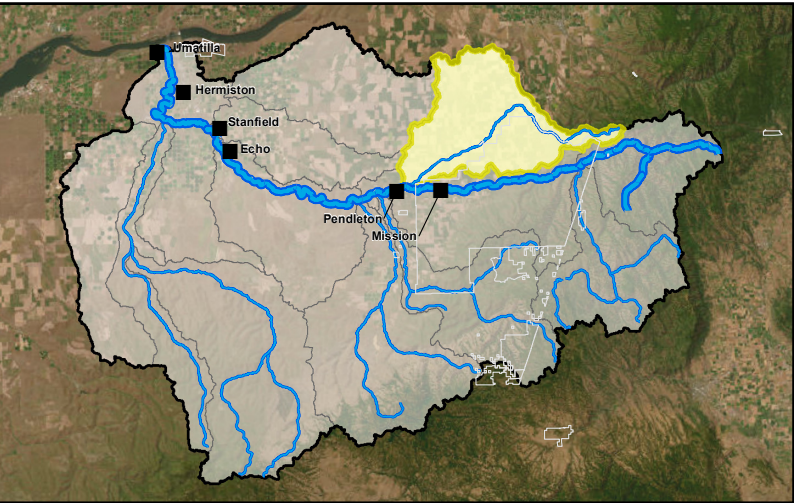 Umatilla
Hermiston
Stanfield
Echo
Pendleton
Mission